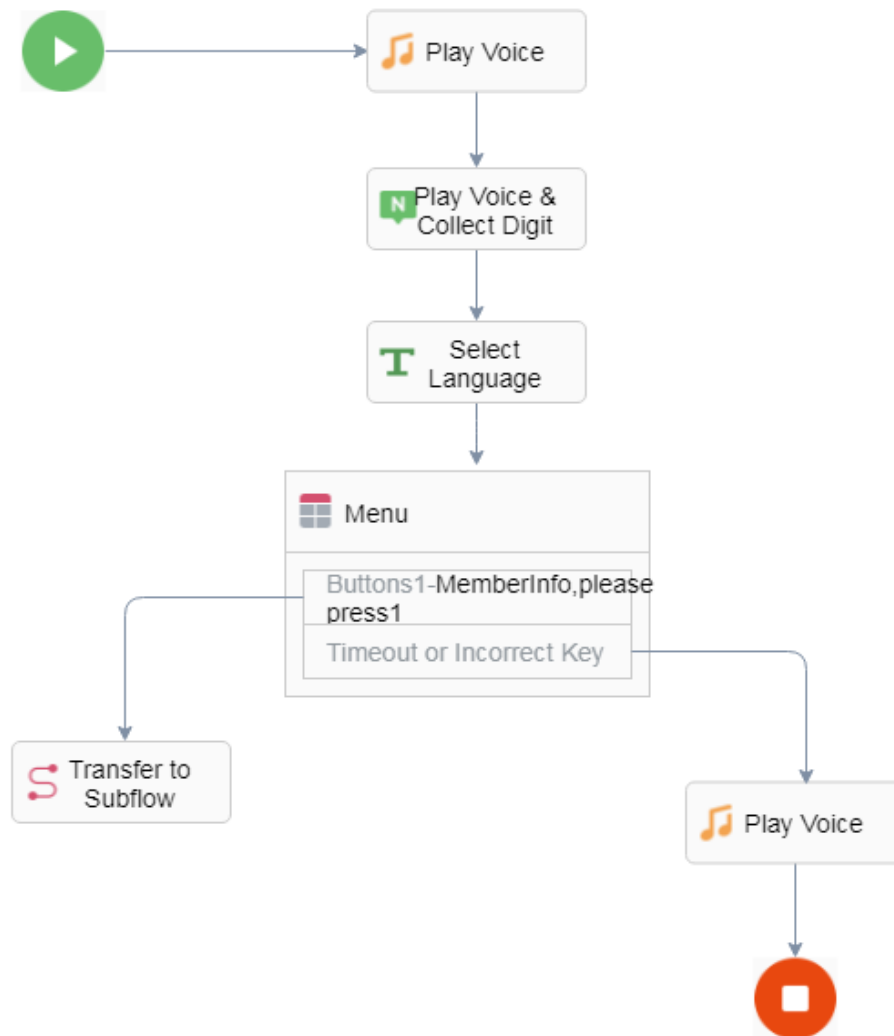 Play Voice
N
Play Voice &
Collect Digit
T
Select
Language
Menu
Buttons1-MemberInfo,please
press1
Timeout or Incorrect Key
Transfer to
Subflow
Play Voice